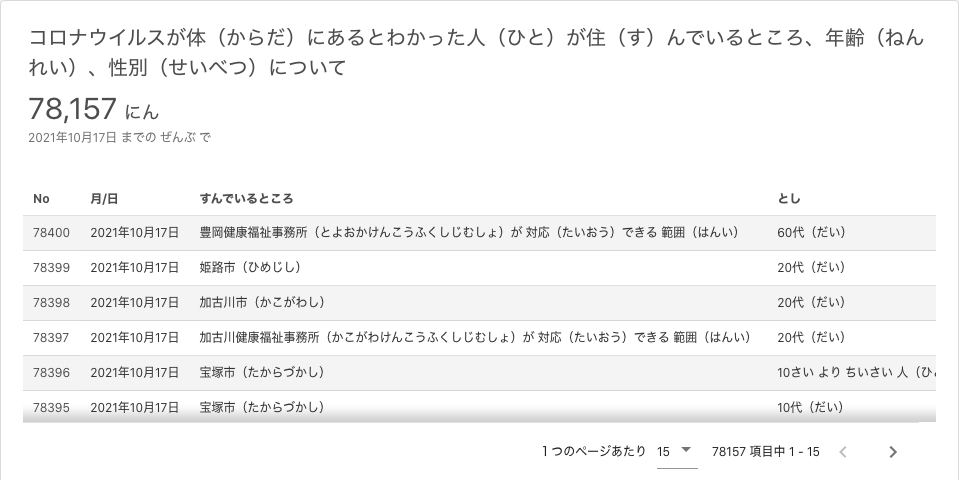 コロナウイルスが体（からだ）にあるとわかった人（ひと）が住（す）んでいるところ、年齢（ねん
れい）、性別（せいべつ）について
78,157 にん
2021年10月17日 までの ぜんぶ で
No 月/日 すんでいるところ とし
78400 2021年10月17日 豊岡健康福祉事務所（とよおかけんこうふくしじむしょ）が 対応（たいおう）できる 範囲（はんい） 60代（だい）
78399 2021年10月17日 姫路市（ひめじし） 20代（だい）
78398 2021年10月17日 加古川市（かこがわし） 20代（だい）
78397 2021年10月17日 加古川健康福祉事務所（かこがわけんこうふくしじむしょ）が 対応（たいおう）できる 範囲（はんい） 20代（だい）
78396 2021年10月17日 宝塚市（たからづかし） 10さい より ちいさい 人（ひ
78395 2021年10月17日 宝塚市（たからづかし） 10代（だい）
1 つのページあたり 15 78157 項目中 1 - 15